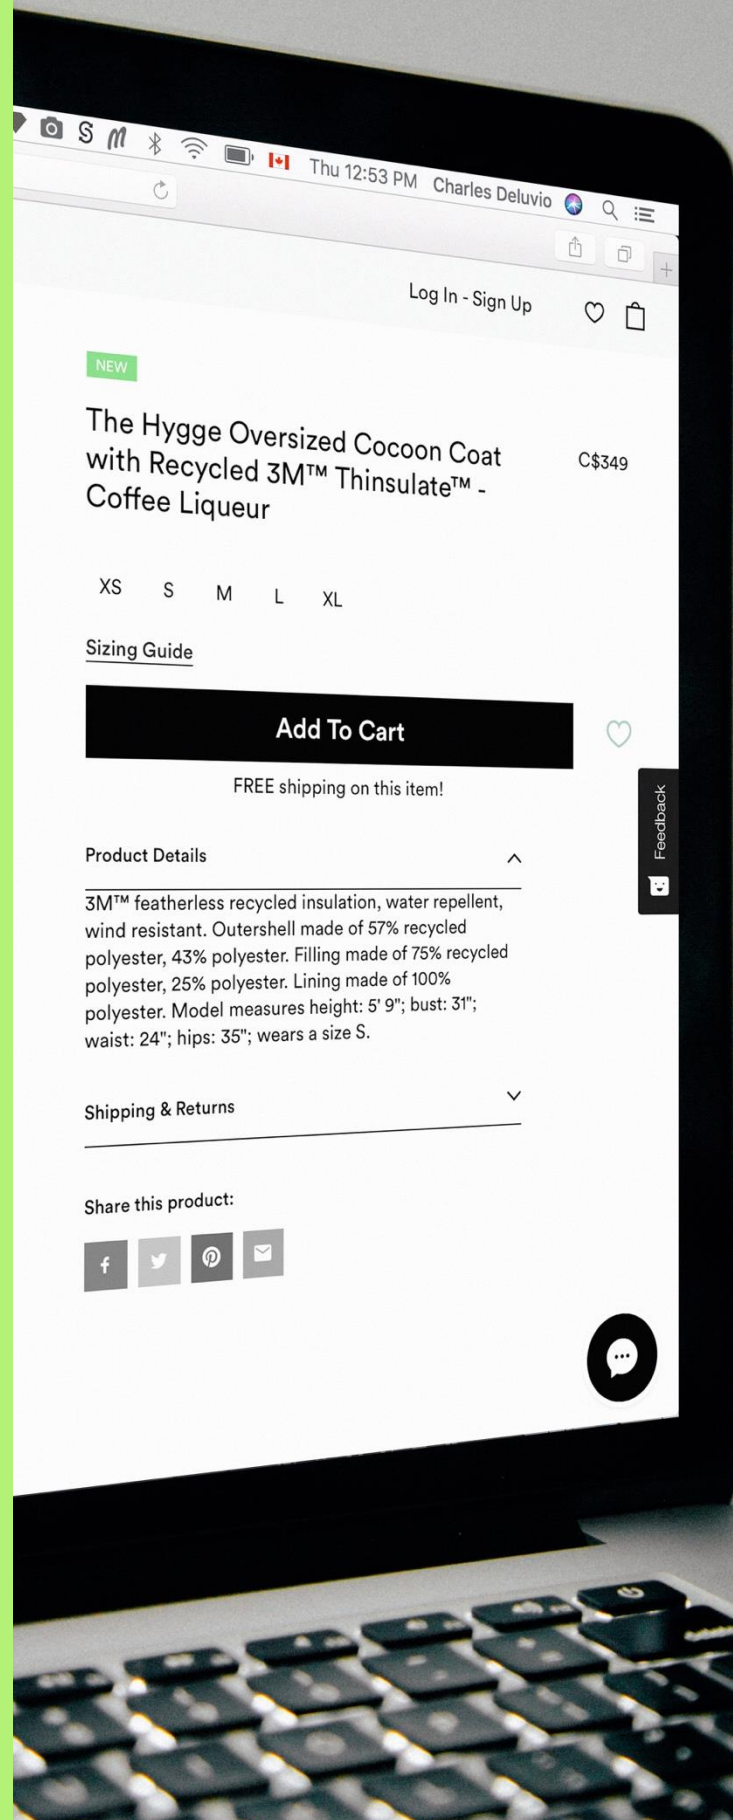 Thu 12:53 PM Charles Deluvio
Log In - Sign Up
NEW
The Hygge Oversized Cocoon Coat
with Recycled 3M™ Thinsulate™ -
Coffee Liqueur
C$349
XS S M L XL
Sizing Guide
Add To Cart
FREE shipping on this item!
Feedback
Product Details
3M™ featherless recycled insulation, water repellent,
wind resistant. Outershell made of 57% recycled
polyester, 43% polyester. Filling made of 75% recycled
polyester, 25% polyester. Lining made of 100%
polyester. Model measures height: 5' 9"; bust: 31";
waist: 24"; hips: 35"; wears a size S.
Shipping & Returns
Share this product: